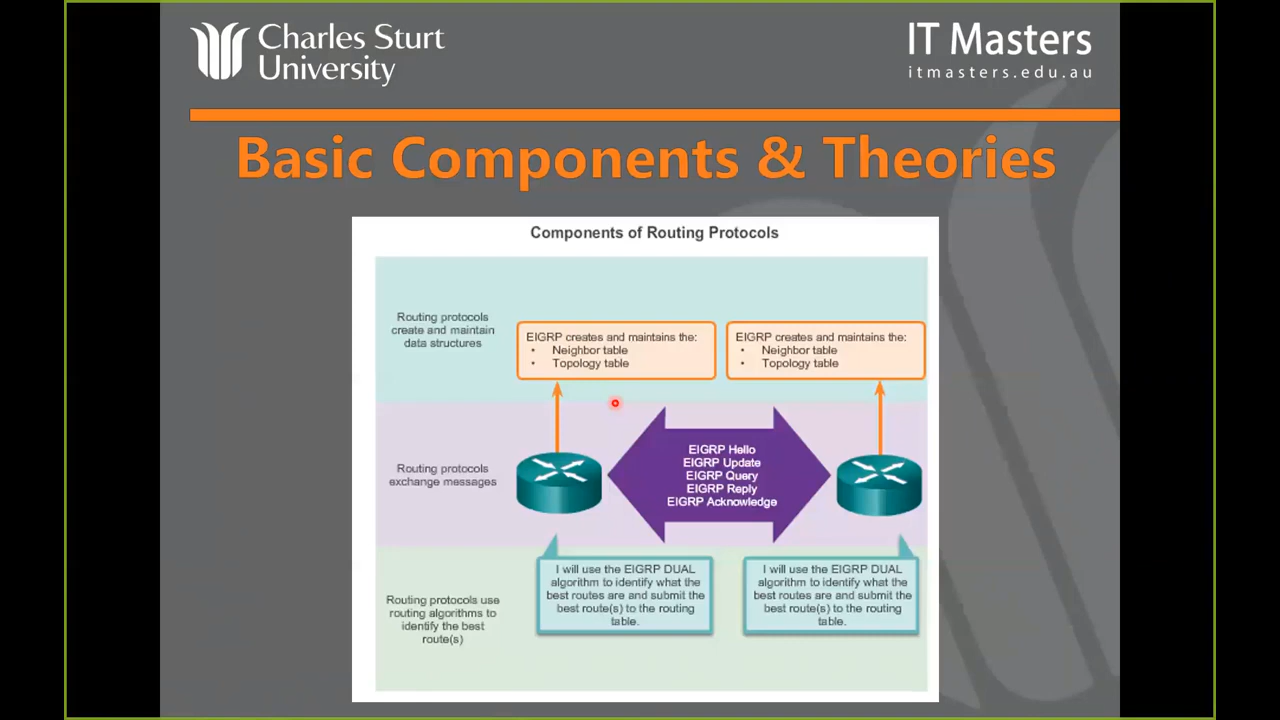 Charles Sturt
University
IT Masters
itmasters.edu.au
Basic Components & Theories
Components of Routing Protocols
Routing protocols
create and maintain
data structures
EIGRP creates and maintains the:
• Neighbor table
• Topology table
EIGRP creates and maintains the:
• Neighbor table
• Topology table
Routing protocols
exchange messages
EIGRP Hello
EIGRP Update
EIGRP Query
EIGRP Reply
EIGRP Acknowledge
Routing protocols use
routing algorithms to
identify the best
route(s)
I will use the EIGRP DUAL
algorithm to identify what the
best routes are and submit the
best route(s) to the routing
table.
I will use the EIGRP DUAL
algorithm to identify what the
best routes are and submit the
best route(s) to the routing
table.